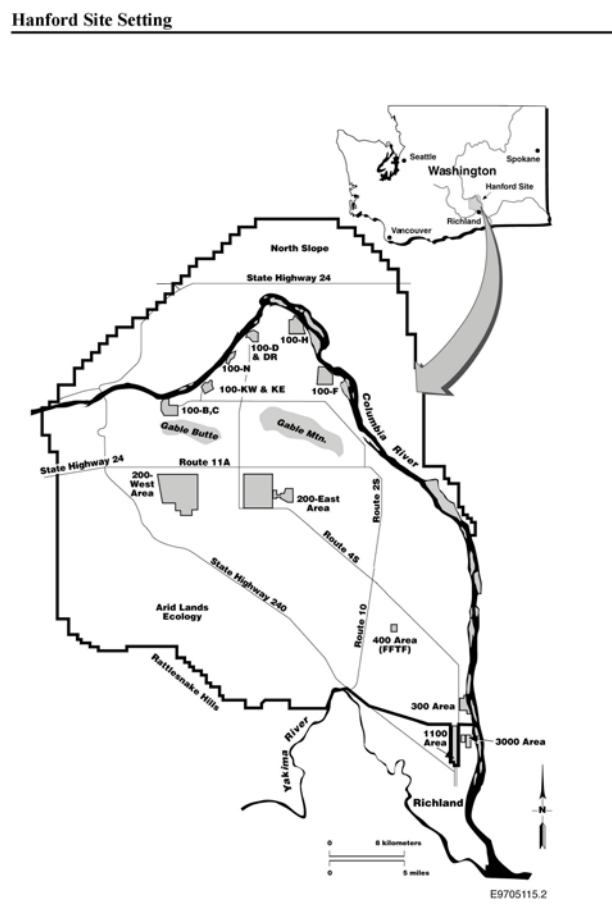 Hanford Site Setting
Seattle
Spokane
Washington
Hanford Site
Richland
Vancouver
North Slope
State Highway 24
100-H
100-D
& DR
100-N
100-F
100-KW & KE
100-B,C
Columbia River
Gable Butte
Gable Mtn.
State Highway 24
Route 11A
200-
West
Area
200-East
Area
Route 2S
Route 4S
State Highway 240
Arid Lands
Ecology
Route 10
400 Area
(FFTF)
Rattlesnake Hills
300 Area
Yakima River
1100
Area
3000 Area
Richland
N
0 8 kilometers
0 5 miles
E9705115.2